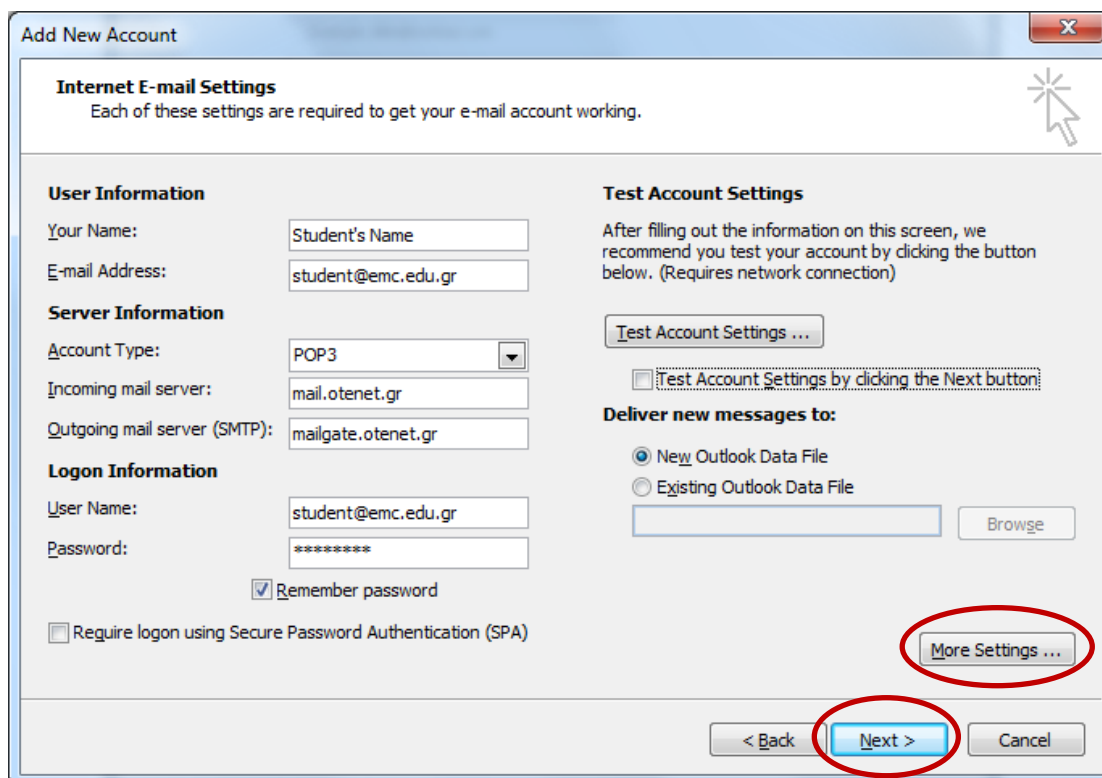 Add New Account
Internet E-mail Settings
Each of these settings are required to get your e-mail account working.
User Information
Your Name:
Student's Name
E-mail Address:
student@emc.edu.gr
Server Information
Account Type:
POP3
Incoming mail server:
mail.otenet.gr
Outgoing mail server (SMTP):
mailgate.otenet.gr
Logon Information
User Name:
student@emc.edu.gr
Password:
********
Remember password
Require logon using Secure Password Authentication (SPA)
Test Account Settings
After filling out the information on this screen, we
recommend you test your account by clicking the button
below. (Requires network connection)
Test Account Settings ...
Test Account Settings by clicking the Next button
Deliver new messages to:
New Outlook Data File
Existing Outlook Data File
Browse
More Settings ...
< Back
Next >
Cancel